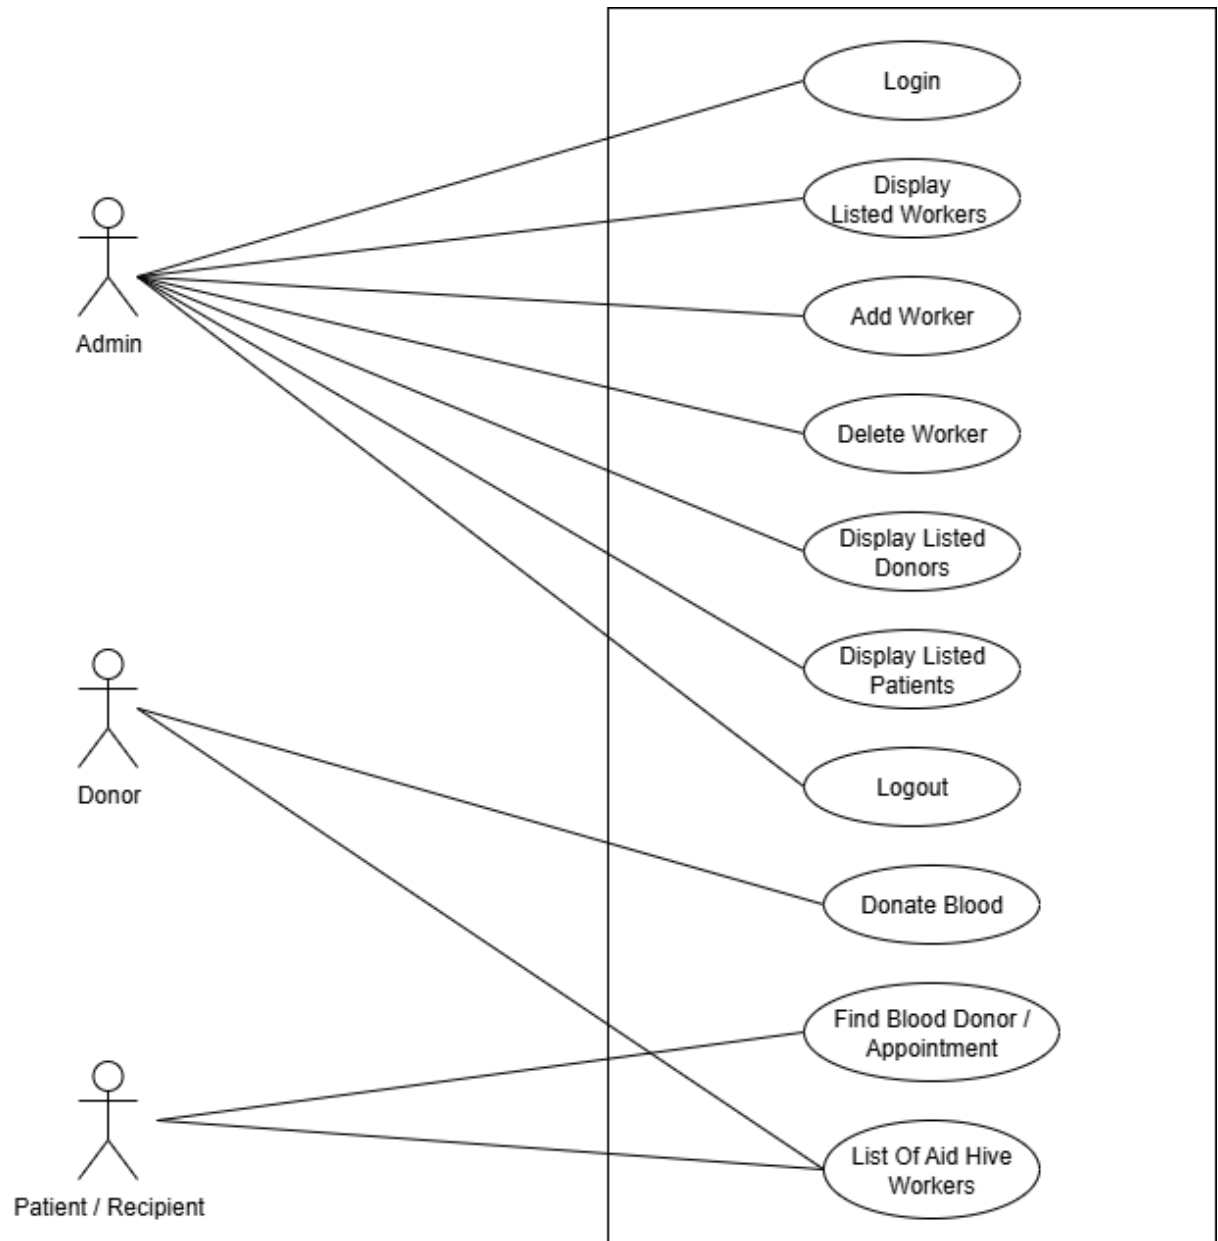 Login
Display
Listed Workers
Add Worker
Admin
Delete Worker
Display Listed
Donors
Display Listed
Patients
Logout
Donor
Donate Blood
Find Blood Donor /
Appointment
List Of Aid Hive
Workers
Patient / Recipient